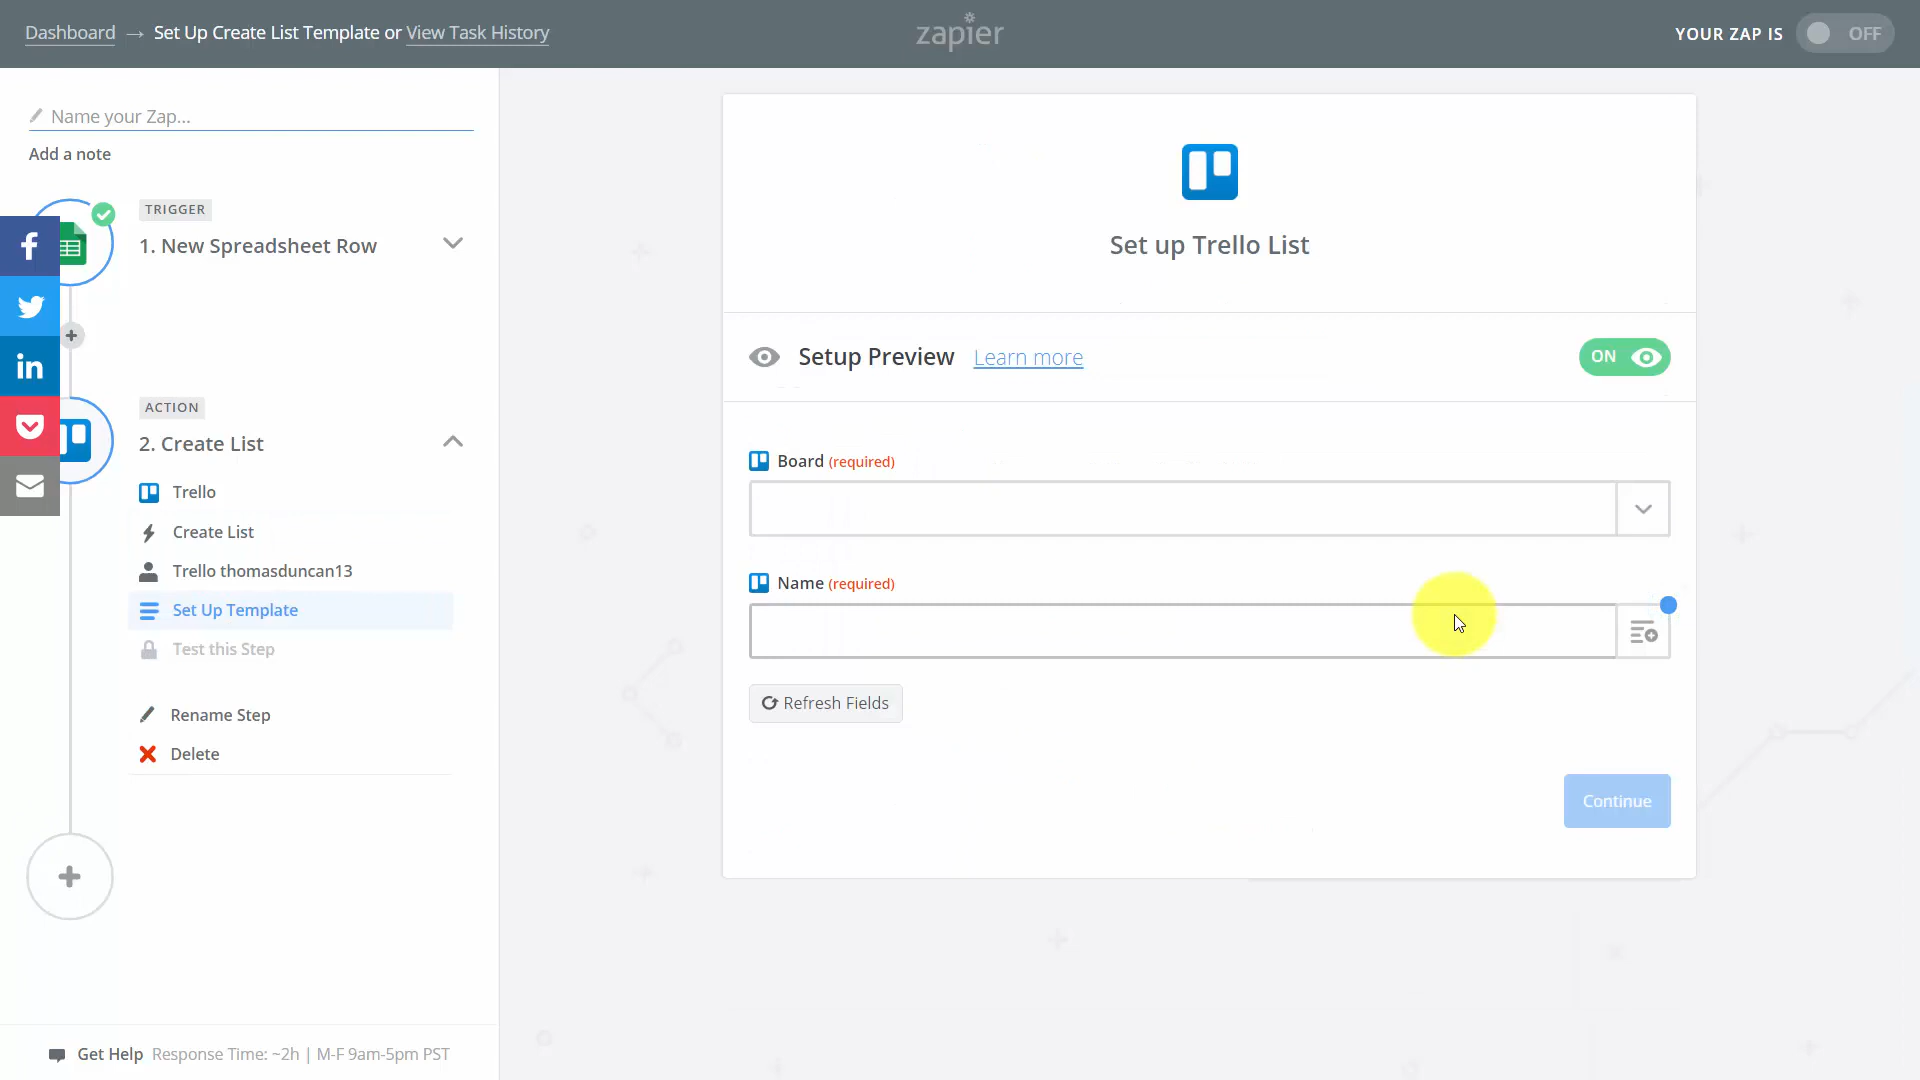 Dashboard → Set Up Create List Template or View Task History
zapier
YOUR ZAP IS OFF
Name your Zap...
Add a note
TRIGGER
1. New Spreadsheet Row
ACTION
2. Create List
Trello
Create List
Trello thomasduncan13
Set Up Template
Test this Step
Rename Step
Delete
Get Help Response Time: ~2h | M-F 9am-5pm PST
Set up Trello List
Setup Preview Learn more
ON
Board (required)
Name (required)
Refresh Fields
Continue